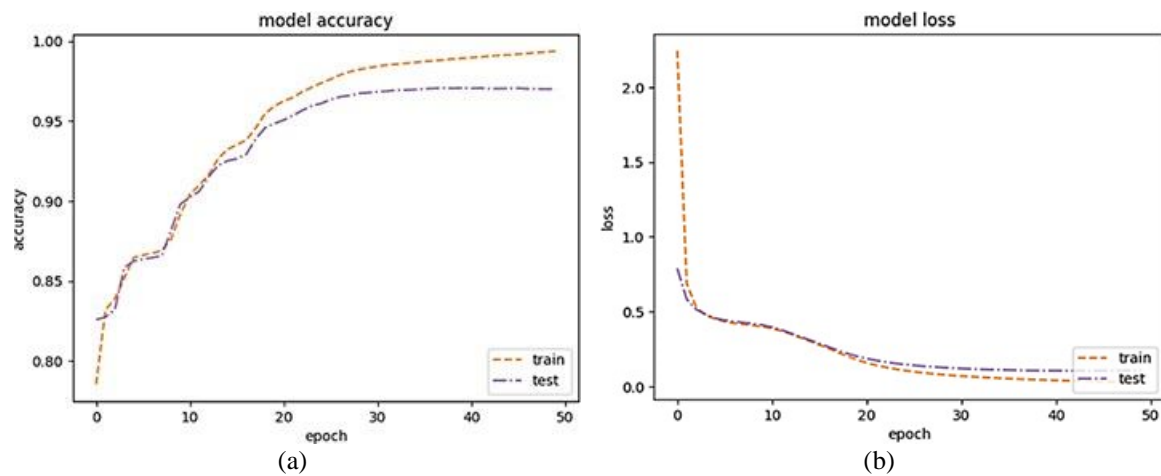 model accuracy
1.00
0.95
0.90
0.85
0.80
accuracy
train
test
0 10 20 30 40 50
epoch
(a)
model loss
2.0
1.5
1.0
0.5
0.0
loss
train
test
0 10 20 30 40 50
epoch
(b)